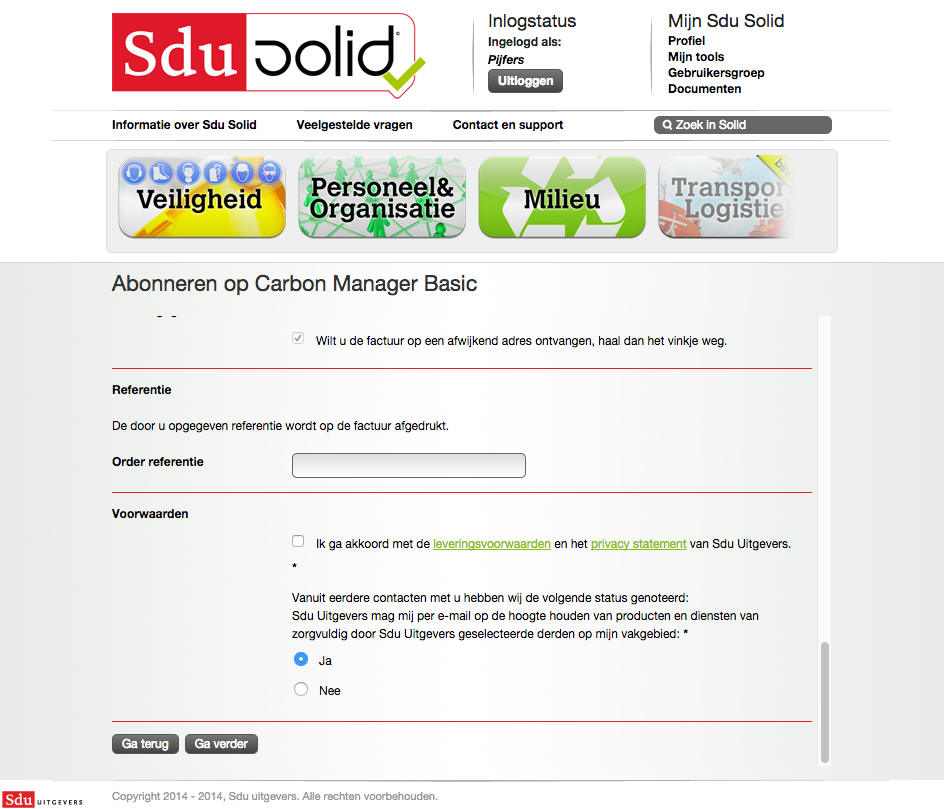 Sdu solid
Inlogstatus
Ingelogd als:
Pijfers
Uitloggen
Mijn Sdu Solid
Profiel
Mijn tools
Gebruikersgroep
Documenten
Informatie over Sdu Solid
Veelgestelde vragen
Contact en support
Zoek in Solid
Veiligheid
Personeel&
Organisatie
Milieu
Transpor
Logistie
Abonneren op Carbon Manager Basic
Wilt u de factuur op een afwijkend adres ontvangen, haal dan het vinkje weg.
Referentie
De door u opgegeven referentie wordt op de factuur afgedrukt.
Order referentie
Voorwaarden
Ik ga akkoord met de leveringsvoorwaarden en het privacy statement van Sdu Uitgevers.
*
Vanuit eerdere contacten met u hebben wij de volgende status genoteerd:
Sdu Uitgevers mag mij per e-mail op de hoogte houden van producten en diensten van
zorgvuldig door Sdu Uitgevers geselecteerde derden op mijn vakgebied: *
Ja
Nee
Ga terug
Ga verder
Sdu UITGEVERS
Copyright 2014 - 2014, Sdu uitgevers. Alle rechten voorbehouden.